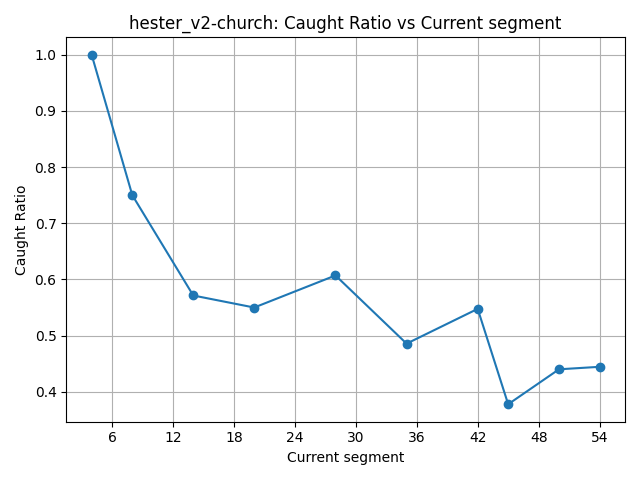 hester_v2-church: Caught Ratio vs Current segment
1.0
0.9
0.8
0.7
0.6
0.5
0.4
Caught Ratio
6 12 18 24 30 36 42 48 54
Current segment